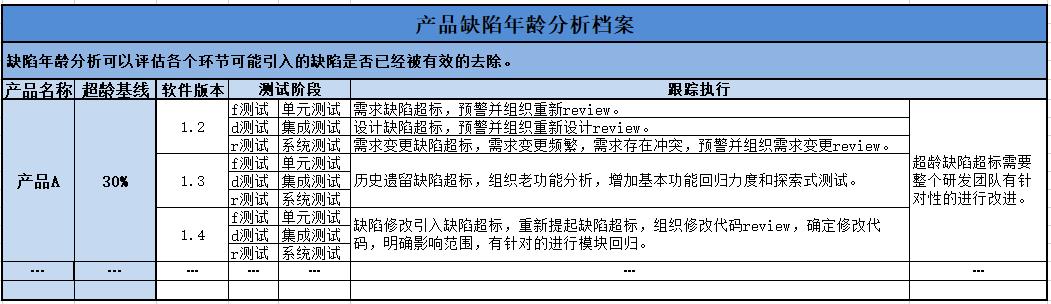 产品缺陷年龄分析档案
缺陷年龄分析可以评估各个环节可能引入的缺陷是否已经被有效的去除。
产品名称 超龄基线 软件版本 测试阶段 跟踪执行
产品A 30%
1.2
f测试 单元测试 需求缺陷超标，预警并组织重新review。
d测试 集成测试 设计缺陷超标，预警并组织重新设计review。
r测试 系统测试 需求变更缺陷超标，需求变更频繁，需求存在冲突，预警并组织需求变更review。
1.3
f测试 单元测试
d测试 集成测试 历史遗留缺陷超标，组织老功能分析，增加基本功能回归力度和探索式测试。
r测试 系统测试
1.4
f测试 单元测试
d测试 集成测试
r测试 系统测试
缺陷修改引入缺陷超标，重新提起缺陷超标，组织修改代码review，确定修改代
码，明确影响范围，有针对的进行模块回归。
超龄缺陷超标需要
整个研发团队有针
对性的进行改进。
--- --- --- --- --- --- ---